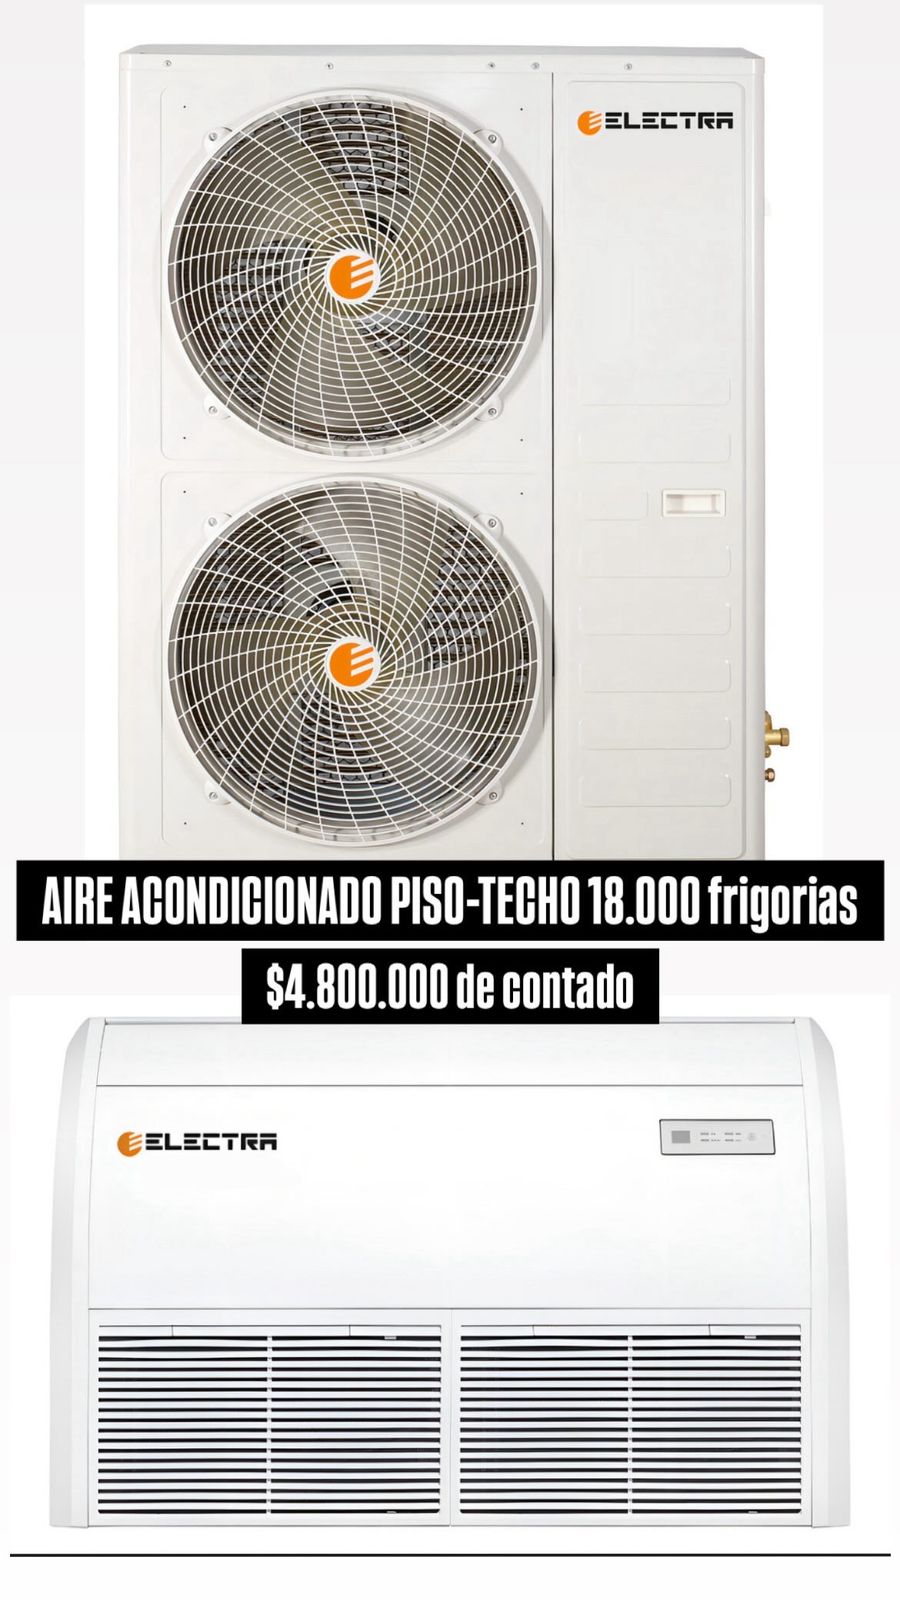 ELECTRA
AIRE ACONDICIONADO PISO-TECHO 18.000 frigorias
$4.800.000 de contado
ELECTRA